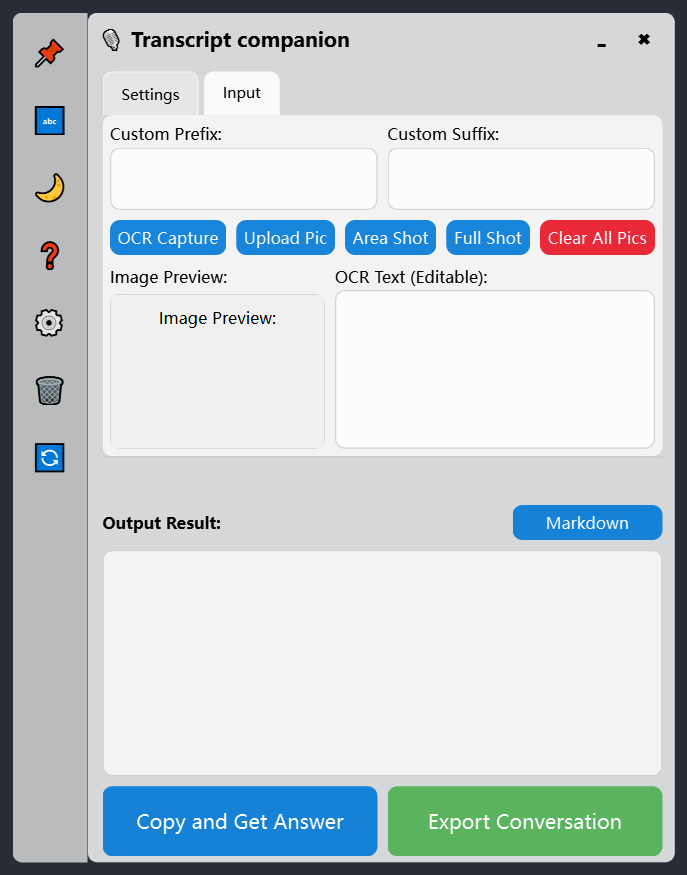 Transcript companion
Settings
Input
abc
Custom Prefix:
Custom Suffix:
OCR Capture
Upload Pic
Area Shot
Full Shot
Clear All Pics
Image Preview:
OCR Text (Editable):
Image Preview:
Output Result:
Markdown
Copy and Get Answer
Export Conversation